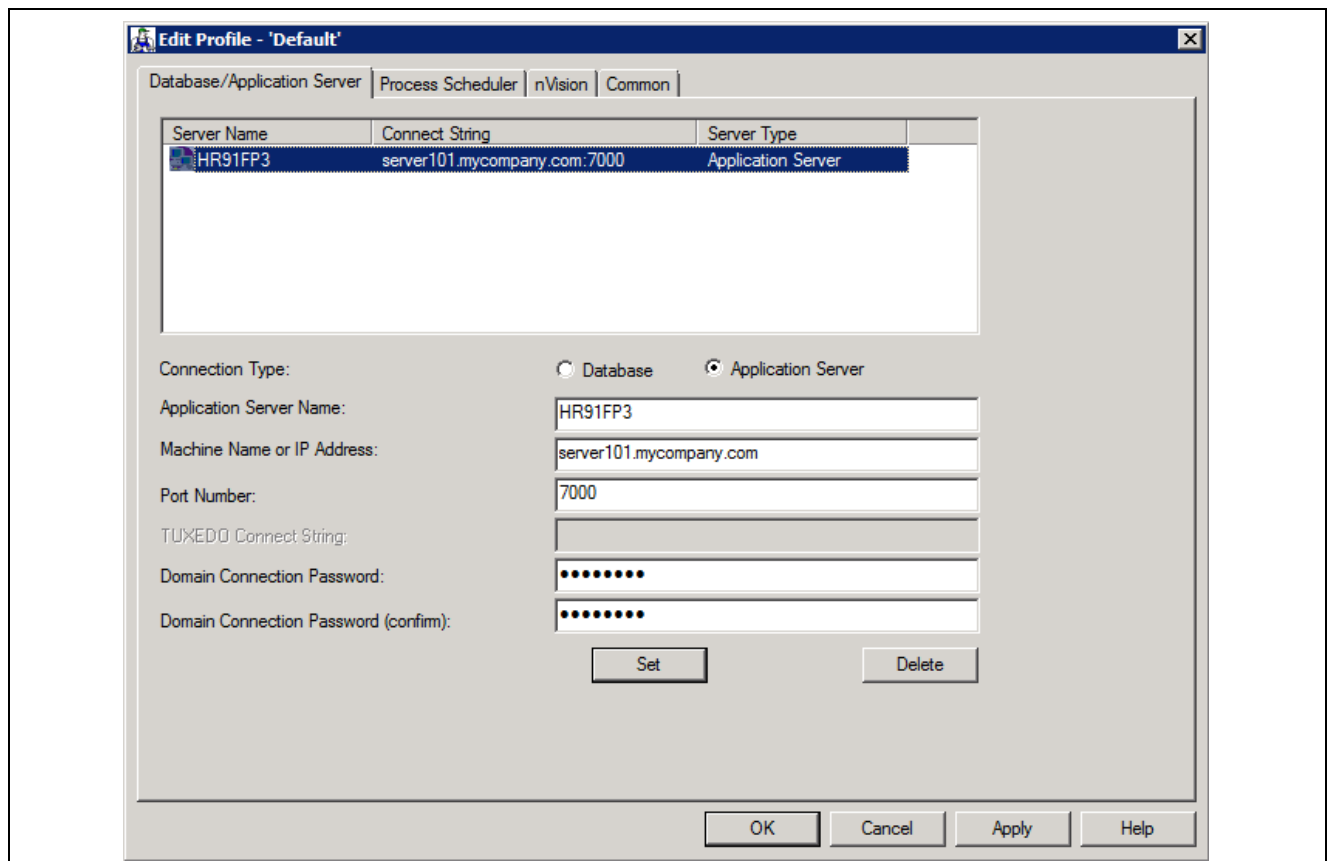 Edit Profile - 'Default'
Database/Application Server Process Scheduler nVision Common
Server Name Connect String Server Type
HR91FP3 server101.mycompany.com:7000 Application Server
Connection Type: Database Application Server
Application Server Name: HR91FP3
Machine Name or IP Address: server101.mycompany.com
Port Number: 7000
TUXEDO Connect String:
Domain Connection Password: ••••••••
Domain Connection Password (confirm): ••••••••
Set Delete
OK Cancel Apply Help